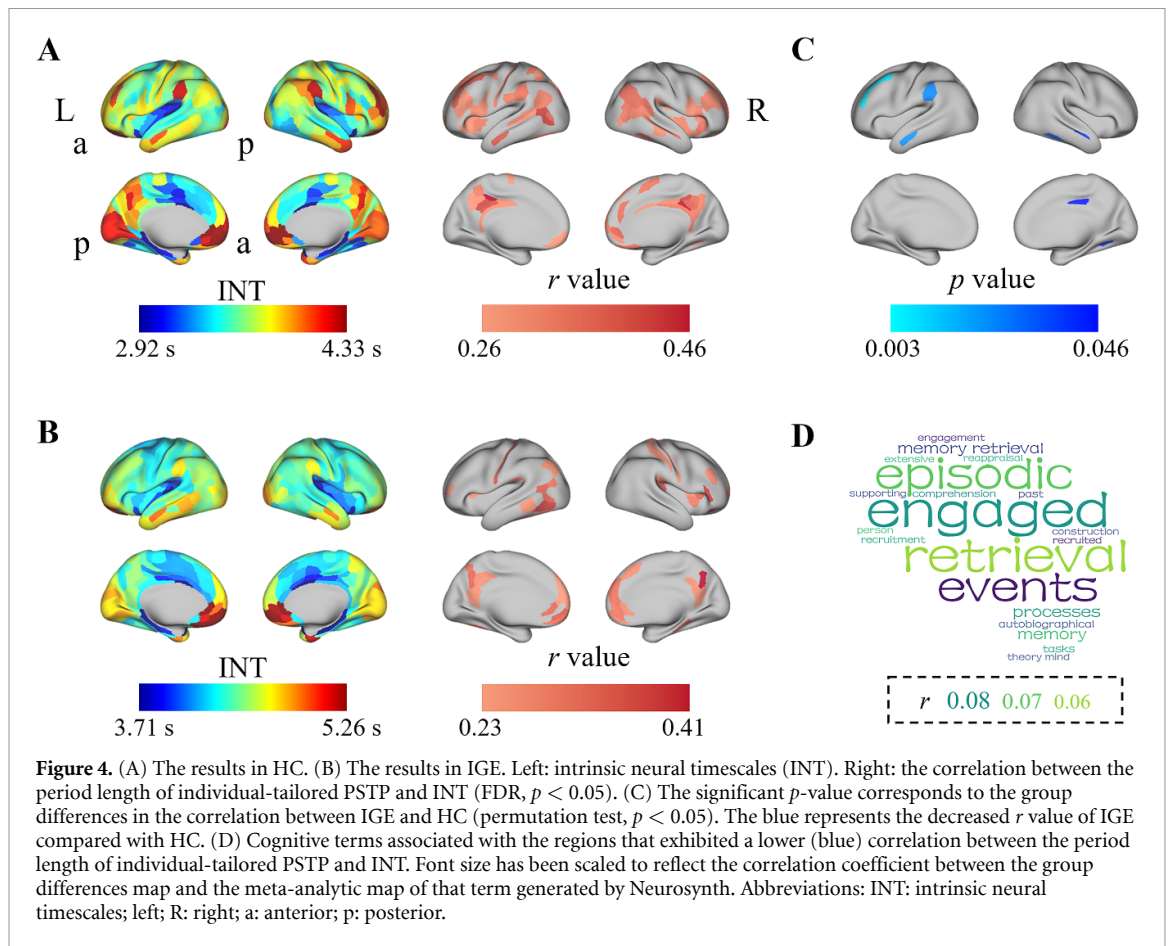 A
C
L
R
a
p
p
a
INT
r value
p value
2.92 s
4.33 s
0.26
0.46
0.003
0.046
B
D
engagement
memory retrieval
extensive
reappraisal
episodic
supporting
comprehension
past
engaged
person
construction
recruitment
recruited
retrieval
events
processes
autobiographical
memory
tasks
theory mind
INT
r value
3.71 s
5.26 s
0.23
0.41
r 0.08 0.07 0.06
Figure 4. (A) The results in HC. (B) The results in IGE. Left: intrinsic neural timescales (INT). Right: the correlation between the
period length of individual-tailored PSTP and INT (FDR, p < 0.05). (C) The significant p-value corresponds to the group
differences in the correlation between IGE and HC (permutation test, p < 0.05). The blue represents the decreased r value of IGE
compared with HC. (D) Cognitive terms associated with the regions that exhibited a lower (blue) correlation between the period
length of individual-tailored PSTP and INT. Font size has been scaled to reflect the correlation coefficient between the group
differences map and the meta-analytic map of that term generated by Neurosynth. Abbreviations: INT: intrinsic neural
timescales; left; R: right; a: anterior; p: posterior.